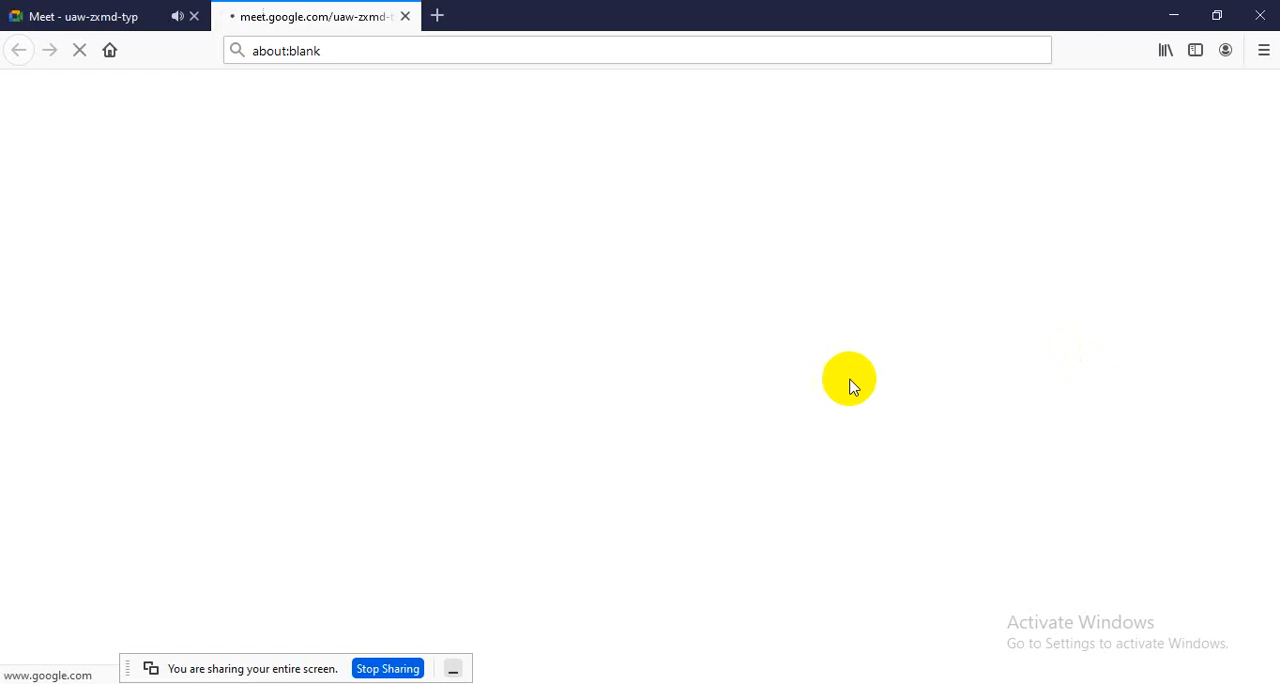 Meet - uaw-zxmd-typ
meet.google.com/uaw-zxmd-t
about:blank
Activate Windows
Go to Settings to activate Windows.
You are sharing your entire screen.
Stop Sharing
www.google.com